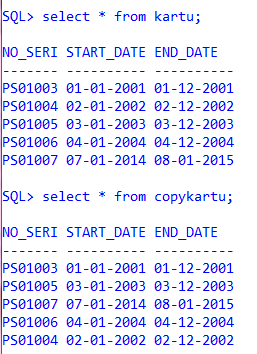 SQL> select * from kartu;
NO_SERI START_DATE END_DATE
------- ---------- ----------
PS01003 01-01-2001 01-12-2001
PS01004 02-01-2002 02-12-2002
PS01005 03-01-2003 03-12-2003
PS01006 04-01-2004 04-12-2004
PS01007 07-01-2014 08-01-2015
SQL> select * from copykartu;
NO_SERI START_DATE END_DATE
------- ---------- ----------
PS01003 01-01-2001 01-12-2001
PS01005 03-01-2003 03-12-2003
PS01007 07-01-2014 08-01-2015
PS01006 04-01-2004 04-12-2004
PS01004 02-01-2002 02-12-2002